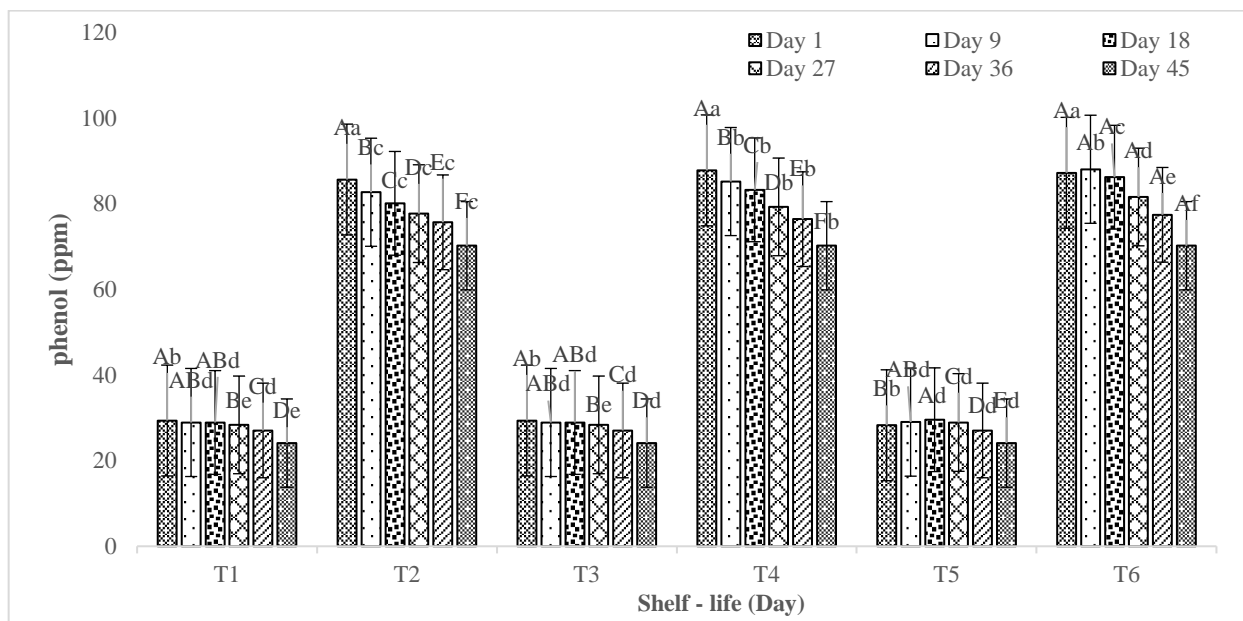 120
100
80
60
40
20
0
phenol (ppm)
Day 1 Day 9 Day 18
Day 27 Day 36 Day 45
Ab ABd ABd Be Cd De
Aa Bc Cc Dc Ec Fc
Ab ABd ABd Be Cd Dd
Aa Bb Cb Db Eb Fb
Bb ABd Ad Cd Dd Ed
Aa Ab Ac Ad Ae Af
T1 T2 T3 T4 T5 T6
Shelf - life (Day)